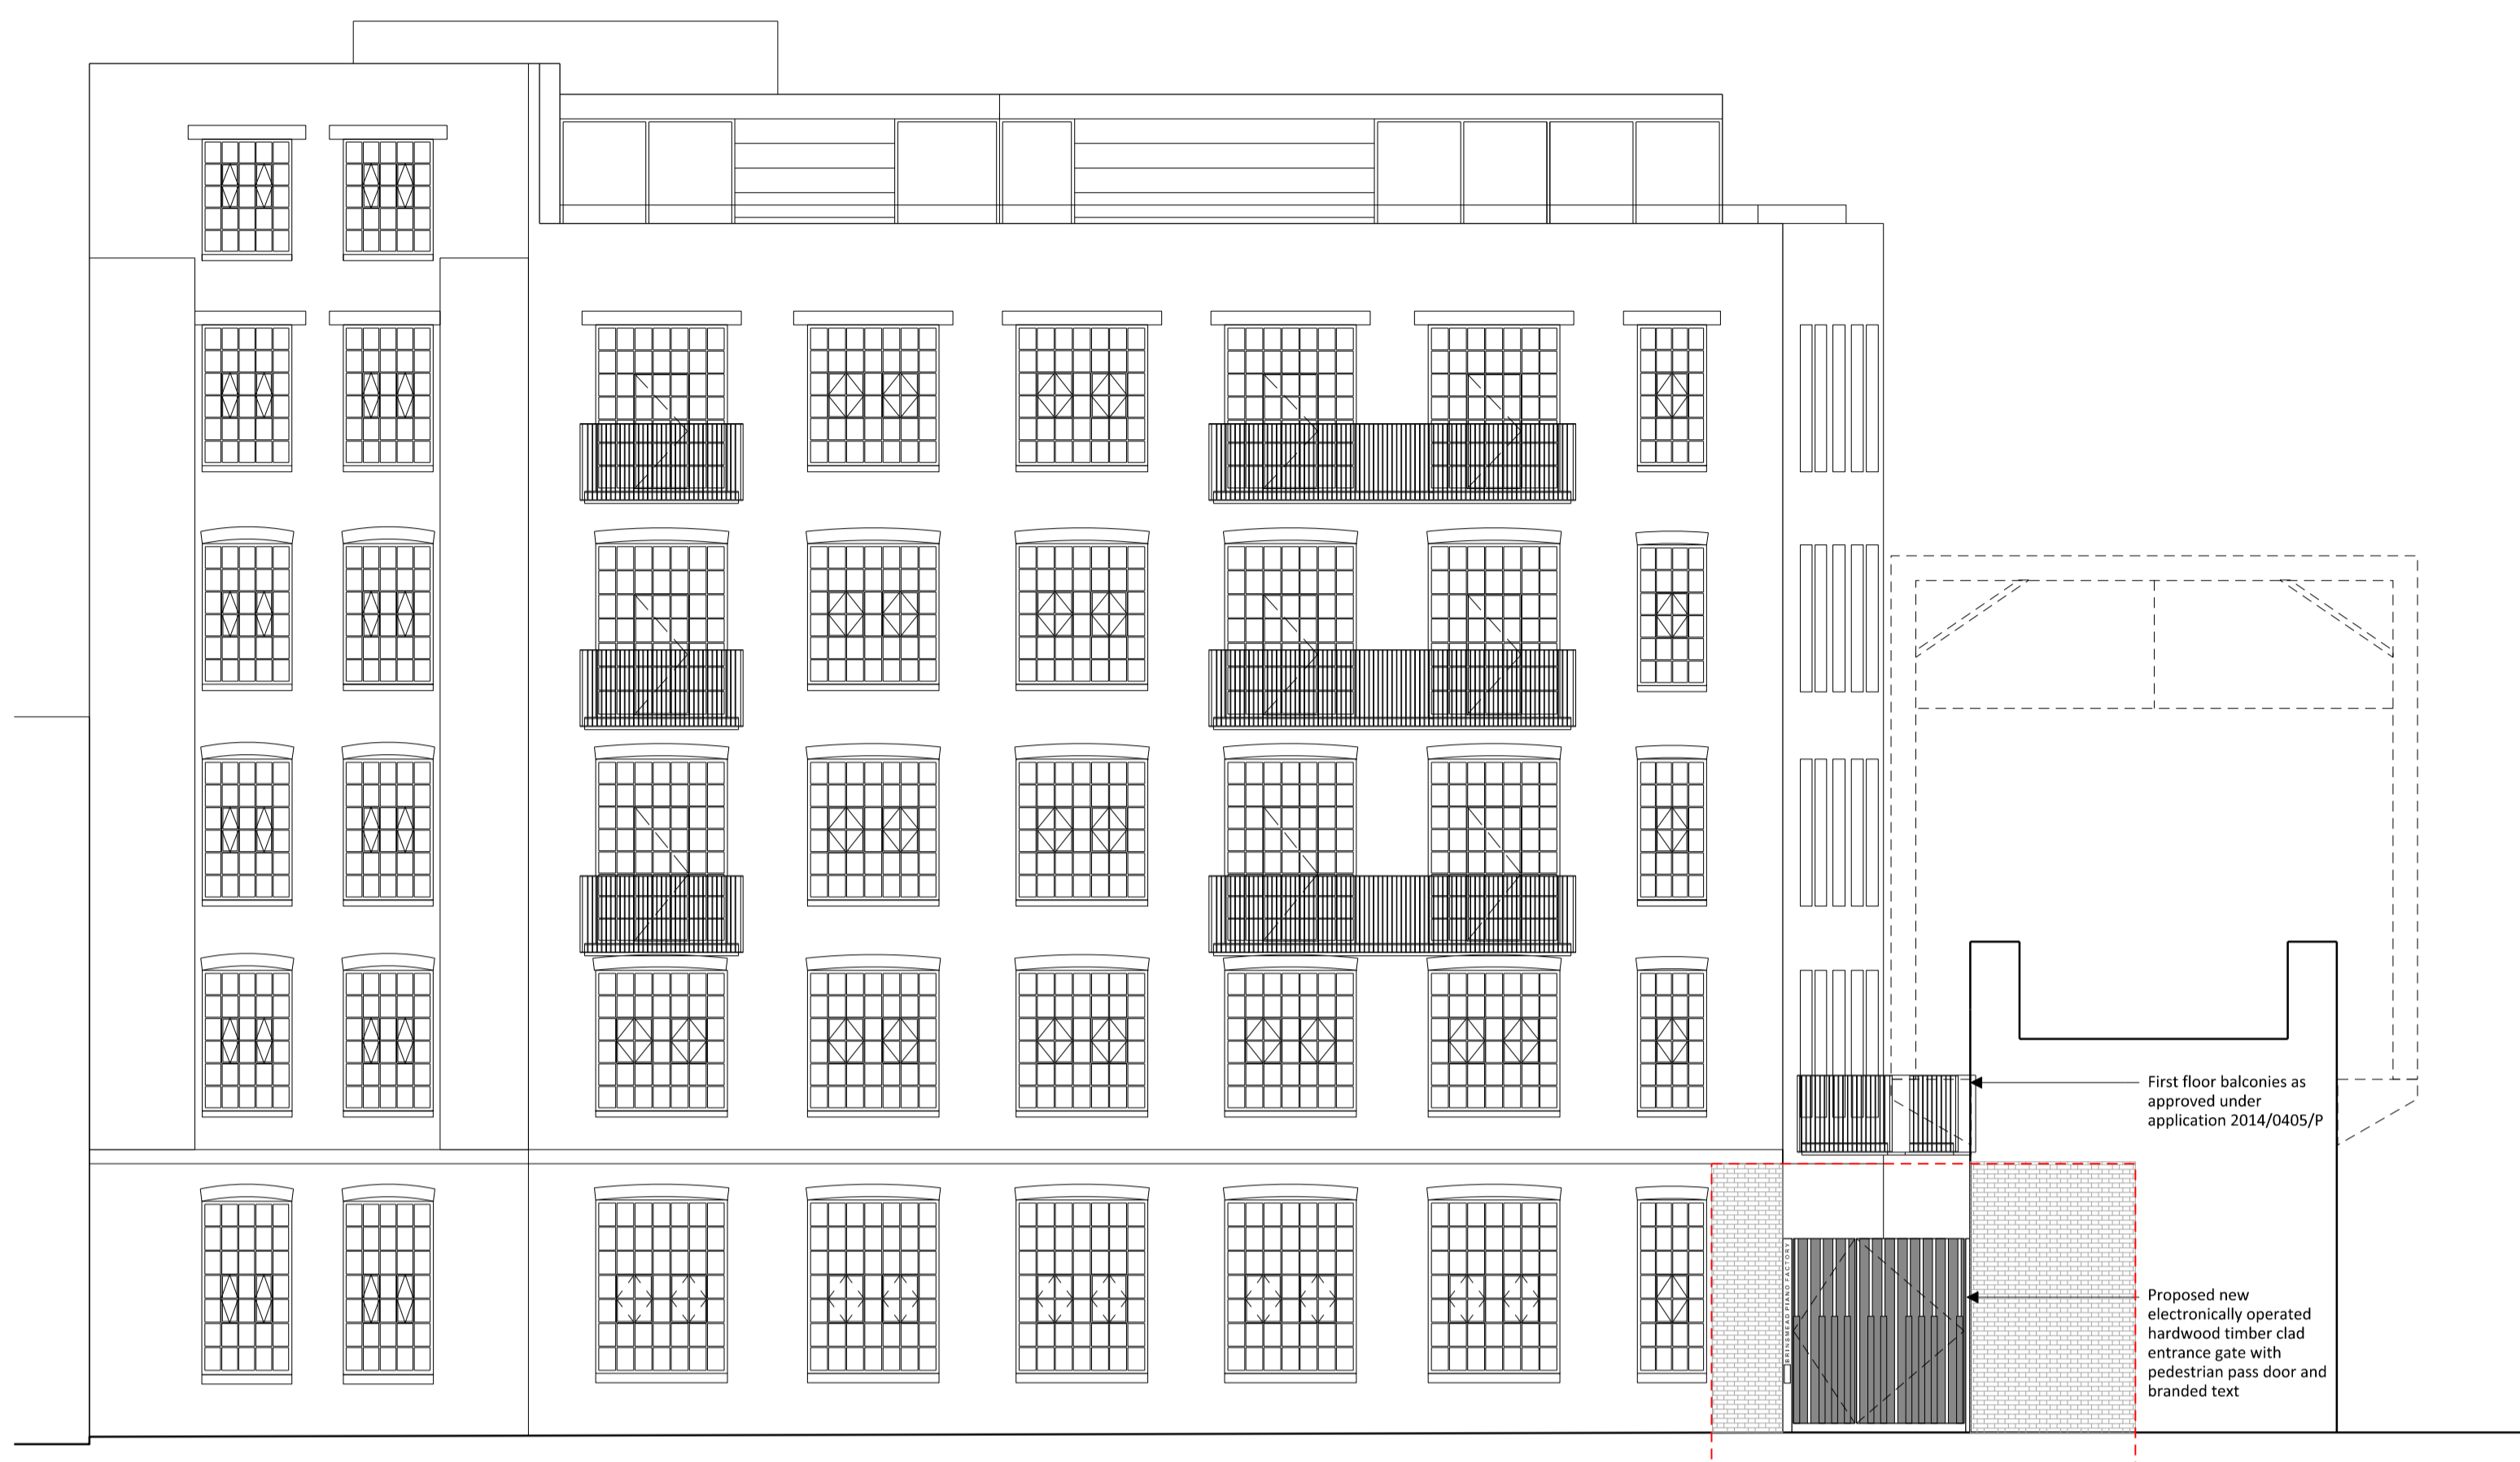 First floor balconies as
approved under
application 2014/0405/P
BRINSMEAD PIANO FACTORY
Proposed new
electronically operated
hardwood timber clad
entrance gate with
pedestrian pass door and
branded text